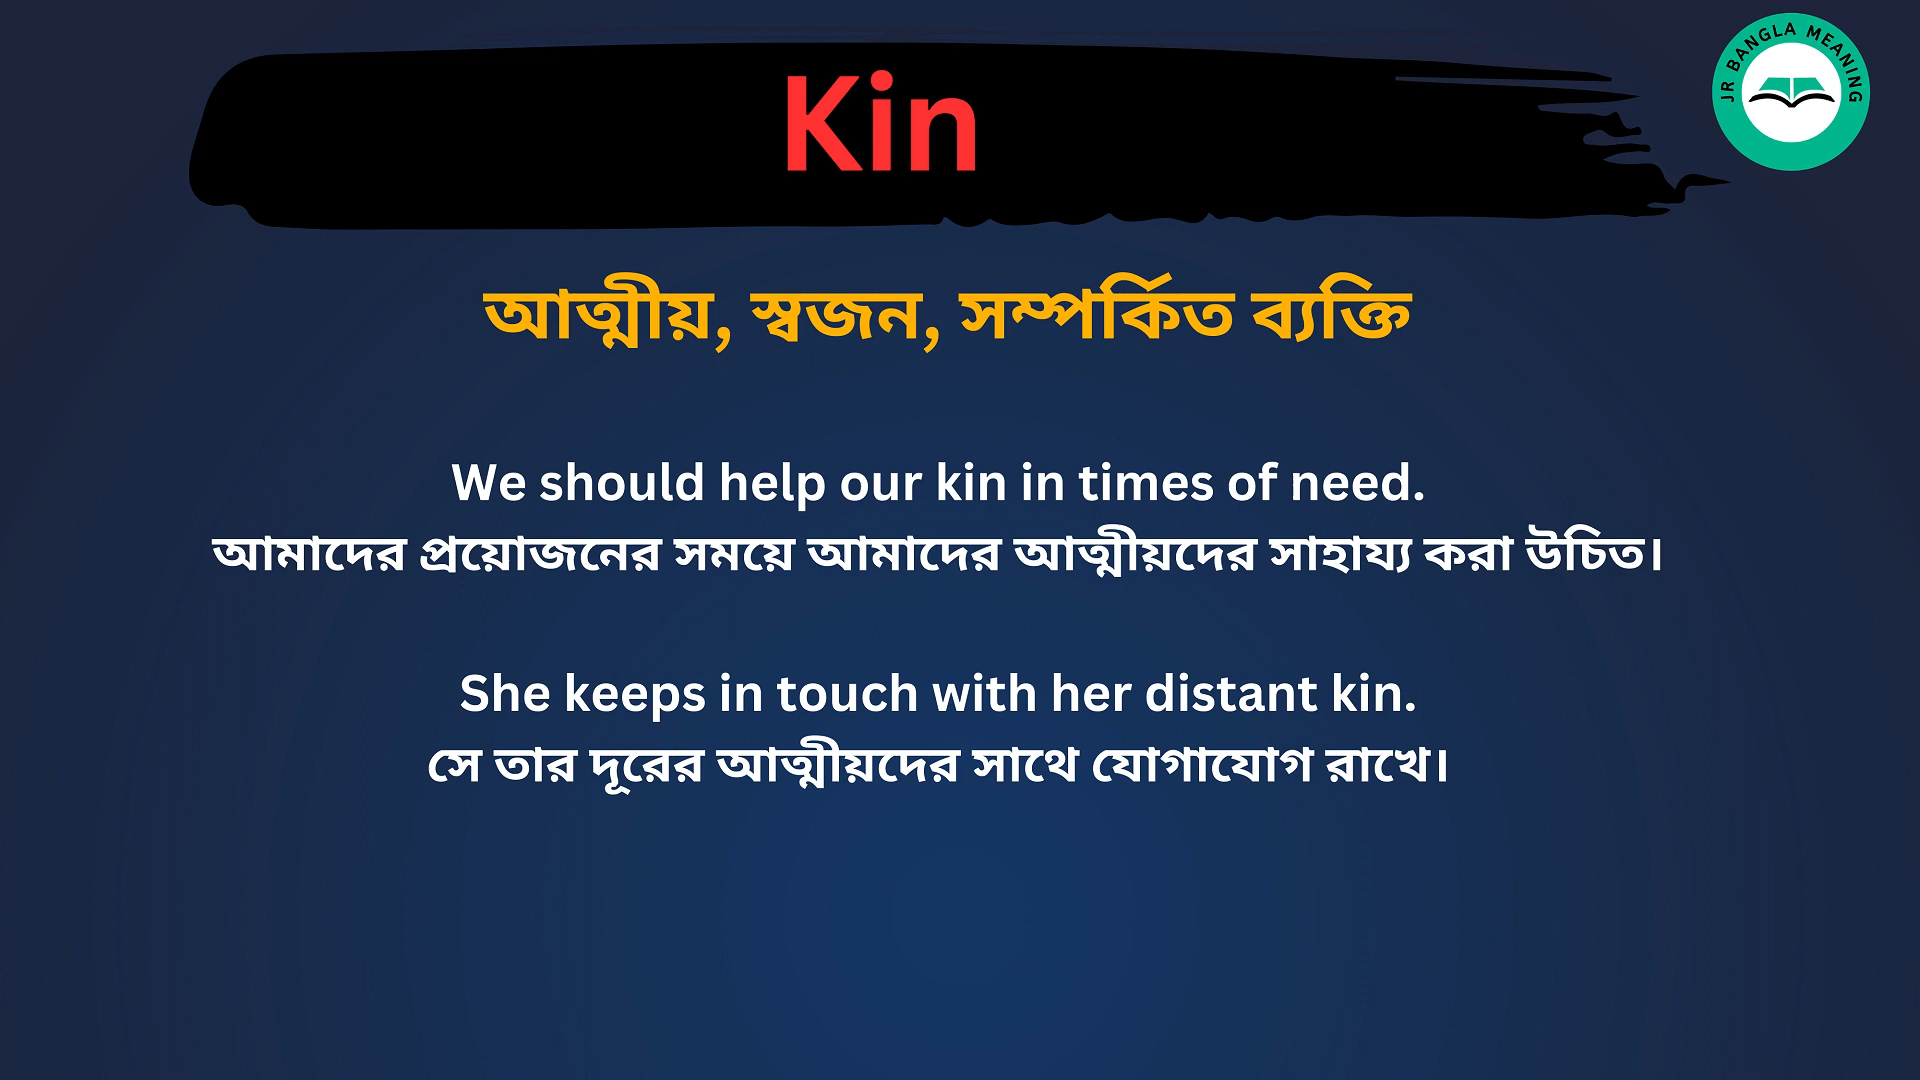 JR BANGLA MEANING
Kin
আত্মীয়, স্বজন, সম্পর্কিত ব্যক্তি
We should help our kin in times of need.
আমাদের প্রয়োজনের সময়ে আমাদের আত্মীয়দের সাহায্য করা উচিত।
She keeps in touch with her distant kin.
সে তার দূরের আত্মীয়দের সাথে যোগাযোগ রাখে।